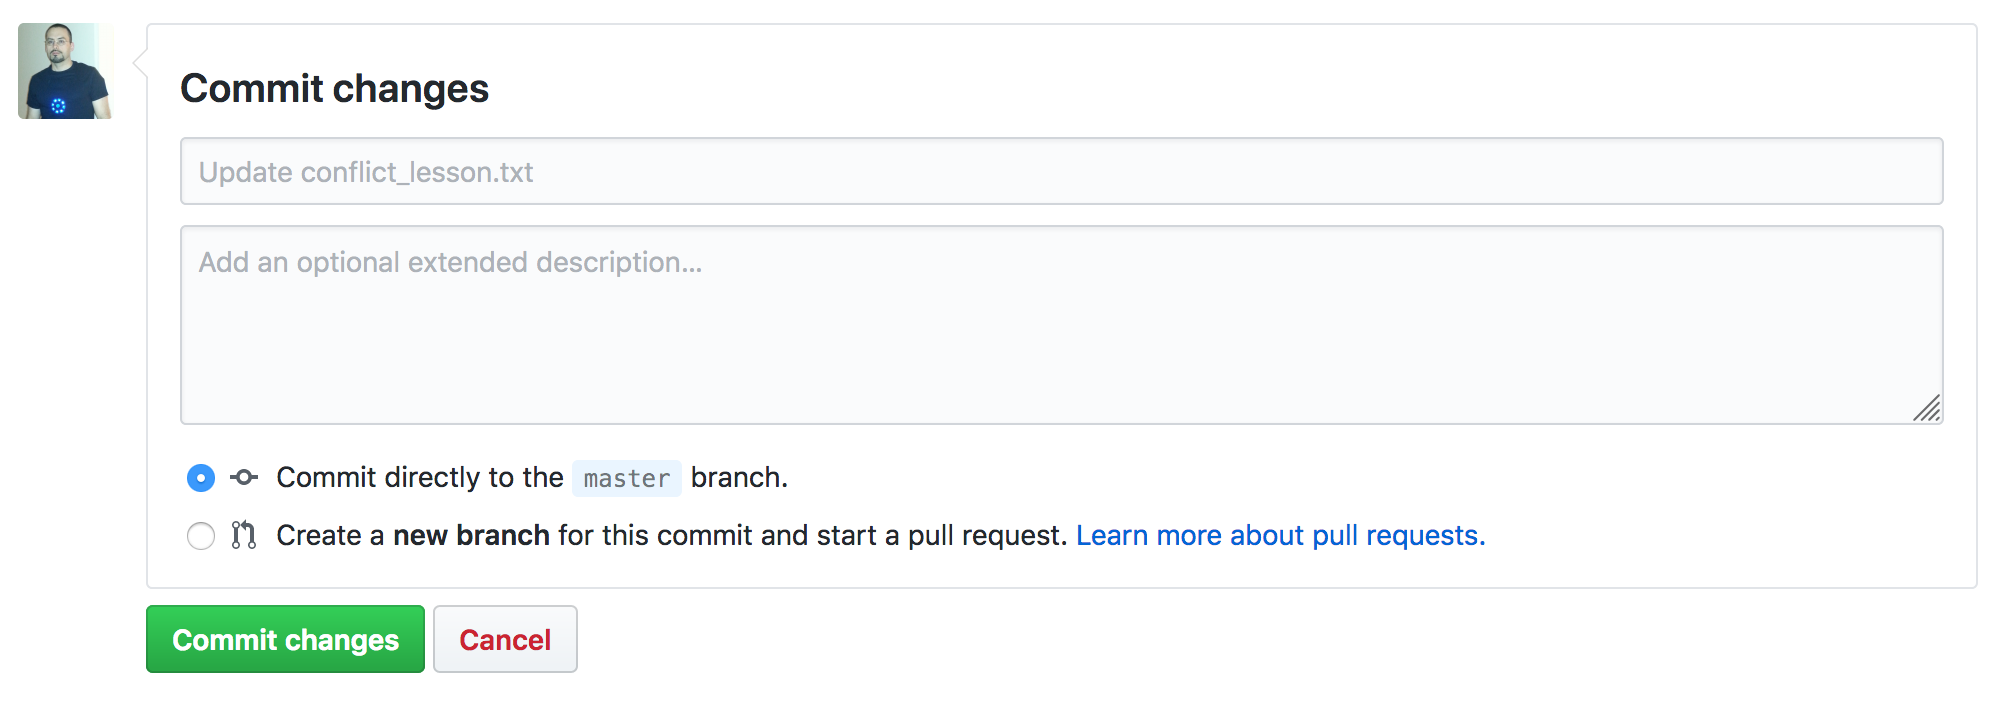 Commit changes
Update conflict_lesson.txt
Add an optional extended description...
Commit directly to the master branch.
Create a new branch for this commit and start a pull request. Learn more about pull requests.
Commit changes Cancel